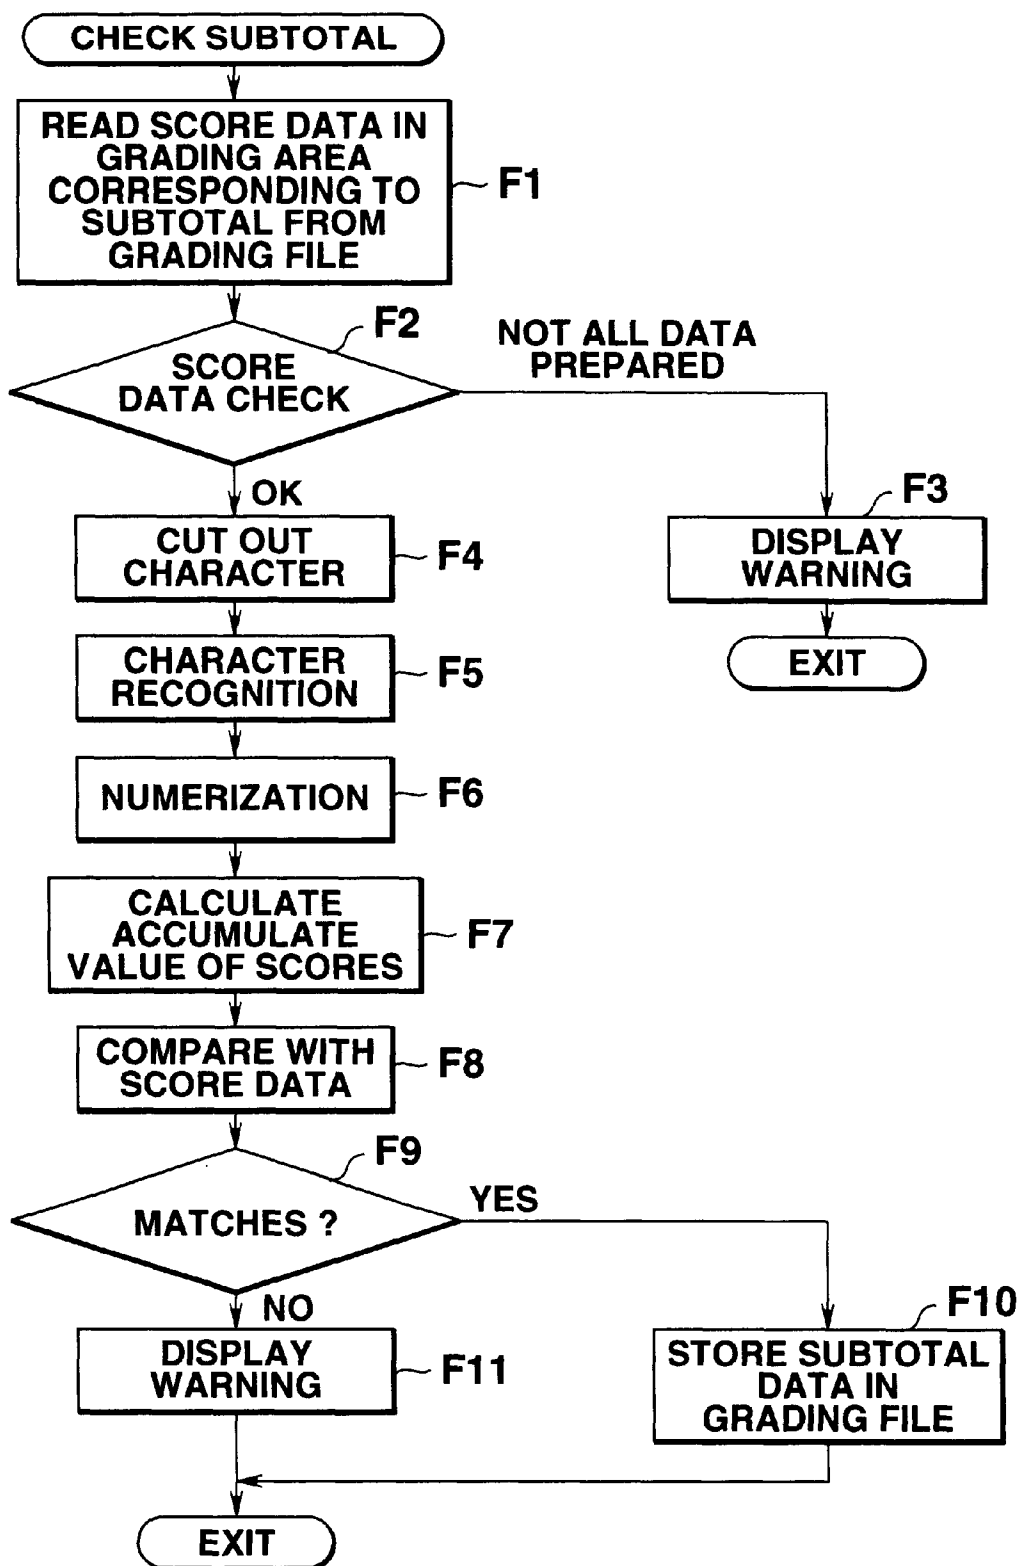 CHECK SUBTOTAL
READ SCORE DATA IN
GRADING AREA
CORRESPONDING TO
SUBTOTAL FROM
GRADING FILE
F1
F2
SCORE
DATA CHECK
NOT ALL DATA
PREPARED
OK
F3
DISPLAY
WARNING
EXIT
CUT OUT
CHARACTER
F4
CHARACTER
RECOGNITION
F5
NUMERIZATION
F6
CALCULATE
ACCUMULATE
VALUE OF SCORES
F7
COMPARE WITH
SCORE DATA
F8
F9
MATCHES ?
YES
NO
F10
STORE SUBTOTAL
DATA IN
GRADING FILE
DISPLAY
WARNING
F11
EXIT